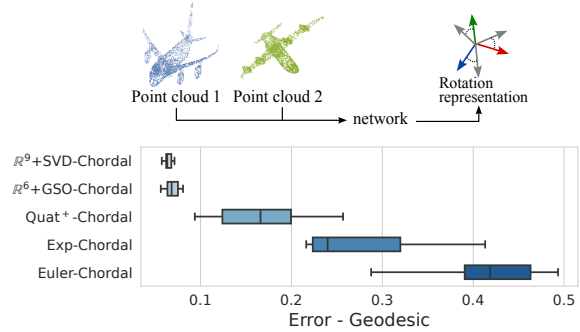 Point cloud 1 Point cloud 2
Rotation
representation
network
ℝ⁹+SVD-Chordal
ℝ⁶+GSO-Chordal
Quat⁺-Chordal
Exp-Chordal
Euler-Chordal
0.1 0.2 0.3 0.4 0.5
Error - Geodesic